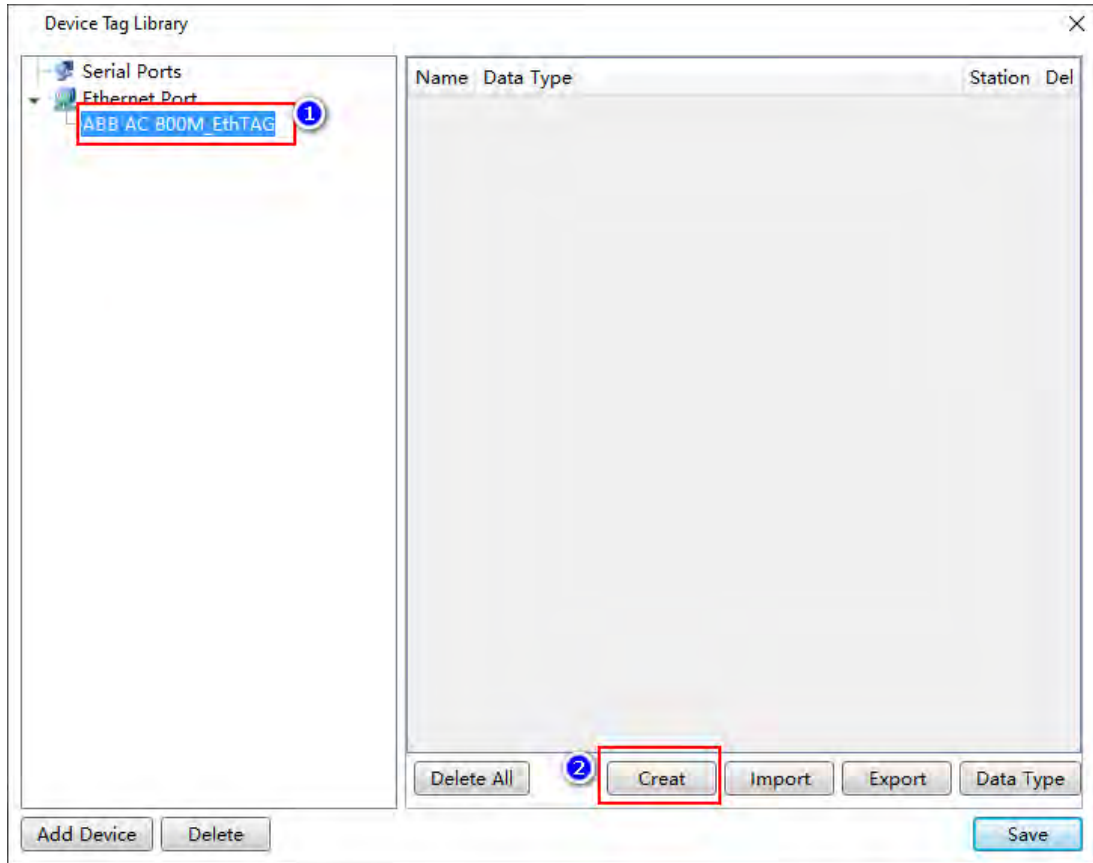 Device Tag Library
Serial Ports
Ethernet Port
ABB AC 800M_EthTAG
1
Name Data Type Station Del
Delete All 2 Creat Import Export Data Type
Add Device Delete Save